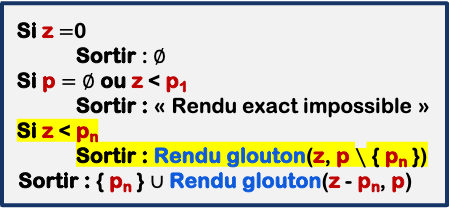 Si z =0
Sortir : ∅
Si p = ∅ ou z < p₁
Sortir : « Rendu exact impossible »
Si z < pₙ
Sortir : Rendu glouton(z, p \ { pₙ })
Sortir : { pₙ } ∪ Rendu glouton(z - pₙ, p)